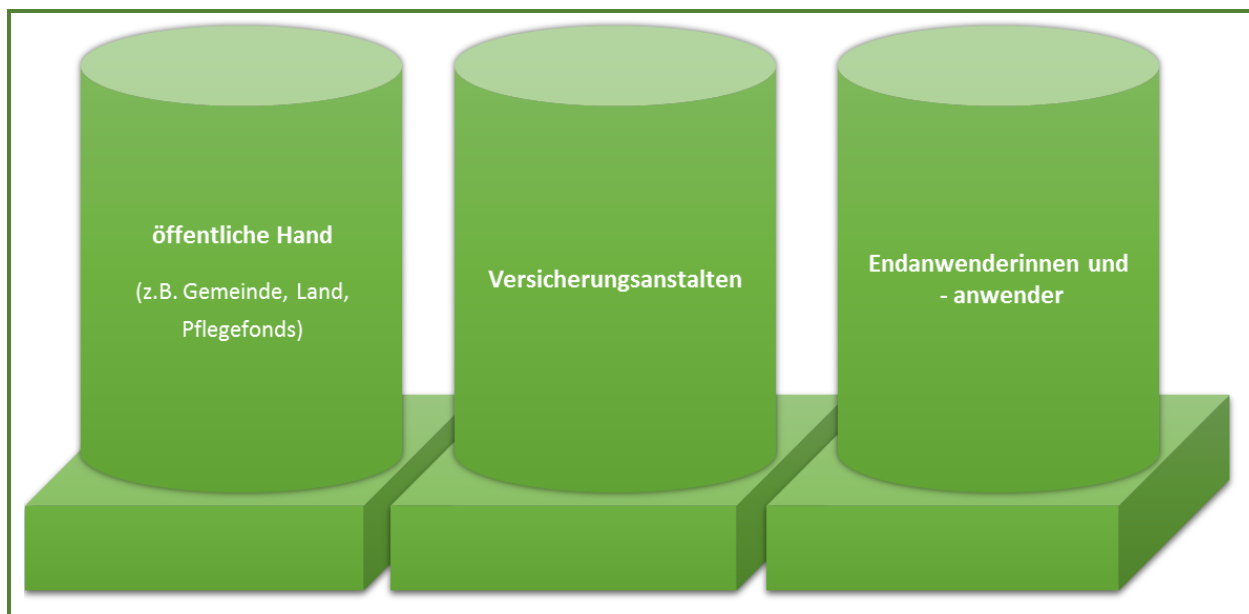 öffentliche Hand
(z.B. Gemeinde, Land,
Pflegefonds)
Versicherungsanstalten
Endanwenderinnen und
- anwender